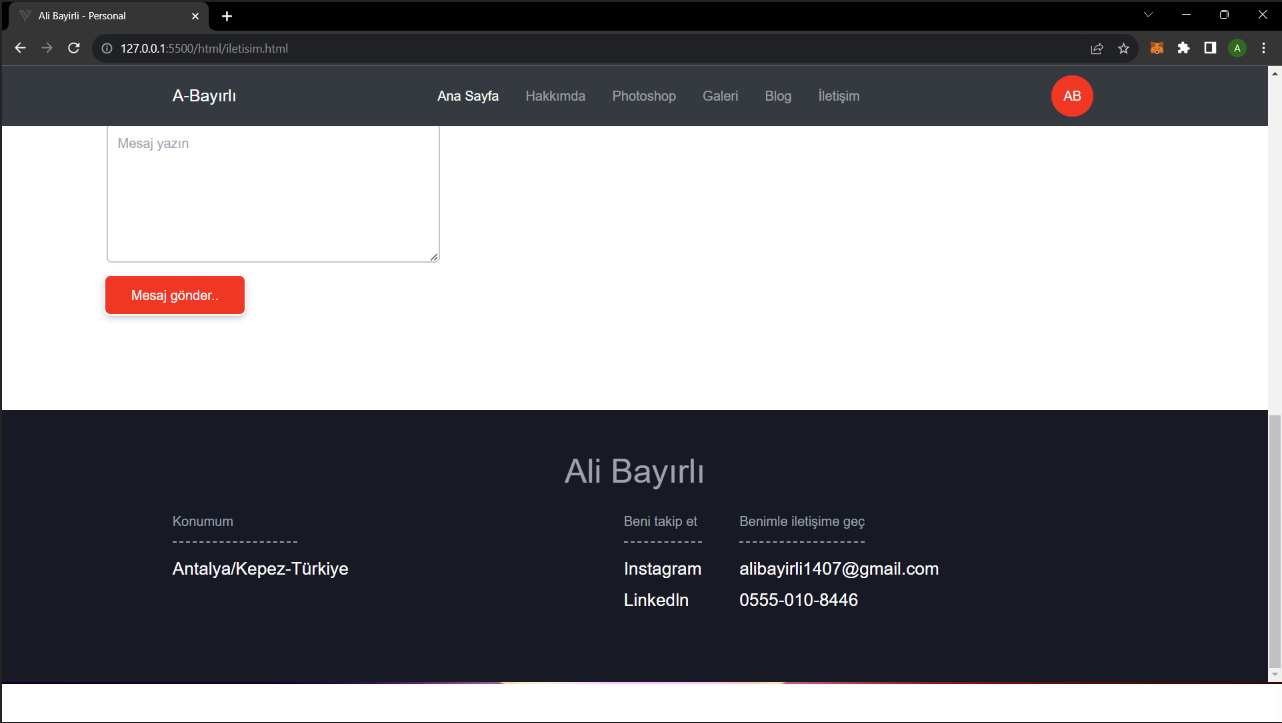 Ali Bayirli - Personal
127.0.0.1:5500/html/iletisim.html
A
A-Bayırlı
Ana Sayfa Hakkımda Photoshop Galeri Blog İletişim
AB
Mesaj yazın
Mesaj gönder..
Ali Bayırlı
Konumum Beni takip et Benimle iletişime geç
------------------- ------------ -------------------
Antalya/Kepez-Türkiye Instagram alibayirli1407@gmail.com
LinkedIn 0555-010-8446